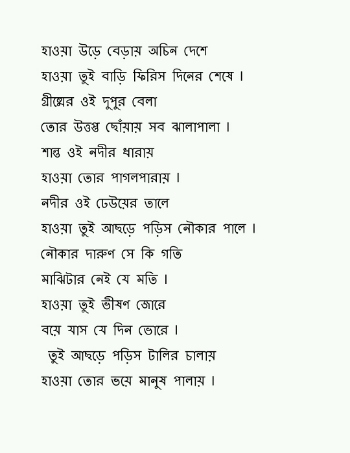 হাওয়া উড়ে বেড়ায় অচিন দেশে
হাওয়া তুই বাড়ি ফিরিস দিনের শেষে ।
গ্রীষ্মের ওই দুপুর বেলা
তোর উত্তপ্ত ছোঁয়ায় সব ঝালাপালা ।
শান্ত ওই নদীর ধারায়
হাওয়া তোর পাগলপারায় ।
নদীর ওই ঢেউয়ের তালে
হাওয়া তুই আছড়ে পড়িস নৌকার পালে ।
নৌকার দারুণ সে কি গতি
মাঝিটার নেই যে মতি ।
হাওয়া তুই ভীষণ জোরে
বয়ে যাস যে দিন ভোরে ।
তুই আছড়ে পড়িস টালির চালায়
হাওয়া তোর ভয়ে মানুষ পালায় ।